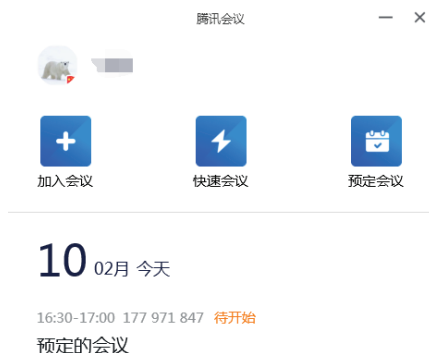 腾讯会议
加入会议 快速会议 预定会议
10 02月 今天
16:30-17:00 177 971 847 待开始
预定的会议